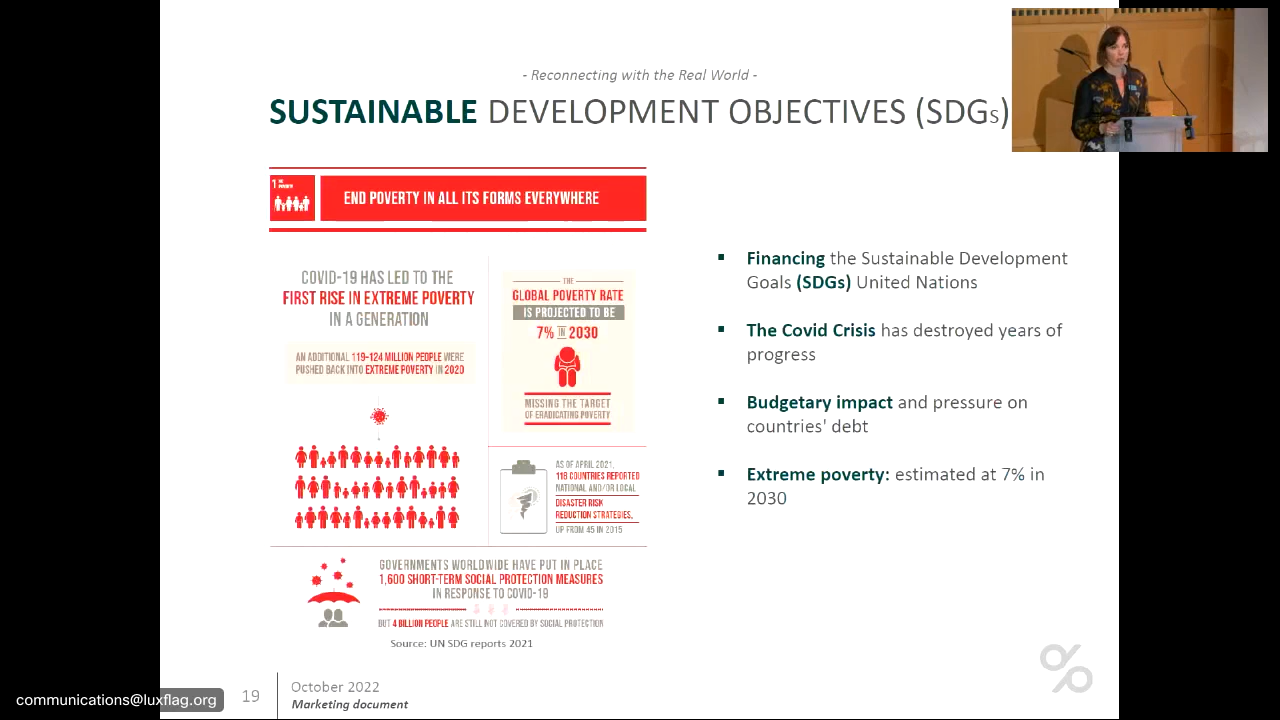 - Reconnecting with the Real World -
SUSTAINABLE DEVELOPMENT OBJECTIVES (SDGs)
1 NO
POVERTY
END POVERTY IN ALL ITS FORMS EVERYWHERE
COVID-19 HAS LED TO THE
FIRST RISE IN EXTREME POVERTY
IN A GENERATION
AN ADDITIONAL 119-124 MILLION PEOPLE WERE
PUSHED BACK INTO EXTREME POVERTY IN 2020
THE
GLOBAL POVERTY RATE
IS PROJECTED TO BE
7% IN 2030
MISSING THE TARGET
OF ERADICATING POVERTY
AS OF APRIL 2021,
118 COUNTRIES REPORTED
NATIONAL AND/OR LOCAL
DISASTER RISK
REDUCTION STRATEGIES,
UP FROM 45 IN 2015
GOVERNMENTS WORLDWIDE HAVE PUT IN PLACE
1,600 SHORT-TERM SOCIAL PROTECTION MEASURES
IN RESPONSE TO COVID-19
BUT 4 BILLION PEOPLE ARE STILL NOT COVERED BY SOCIAL PROTECTION
Source: UN SDG reports 2021
▪ Financing the Sustainable Development
Goals (SDGs) United Nations
▪ The Covid Crisis has destroyed years of
progress
▪ Budgetary impact and pressure on
countries' debt
▪ Extreme poverty: estimated at 7% in
2030
19
October 2022
Marketing document
communications@luxflag.org